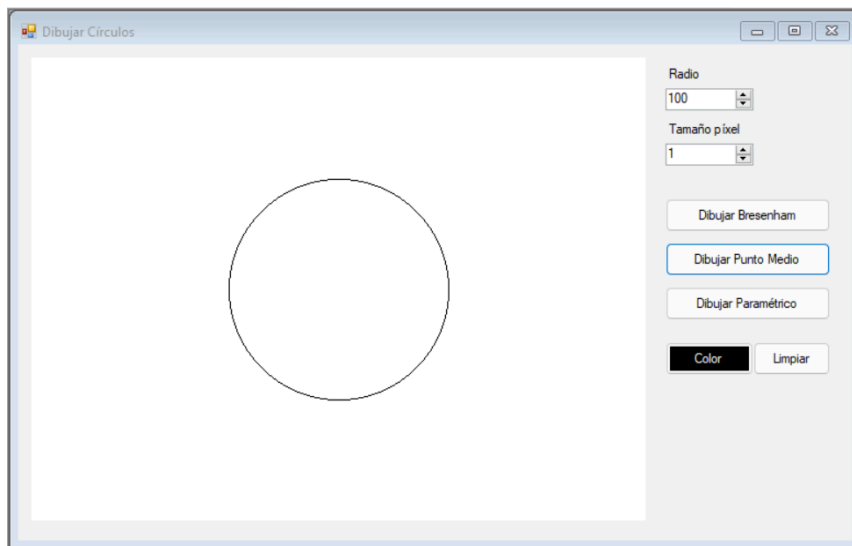 Dibujar Círculos
Radio
100
Tamaño píxel
1
Dibujar Bresenham
Dibujar Punto Medio
Dibujar Paramétrico
Color
Limpiar